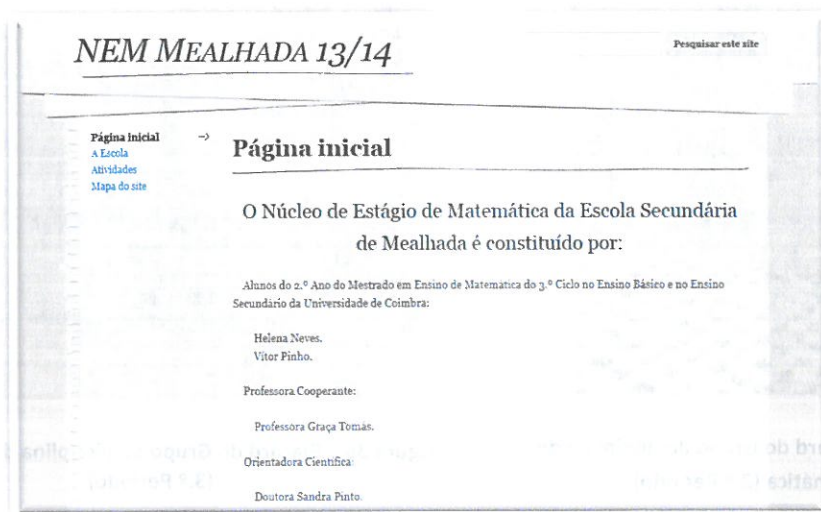 NEM MEALHADA 13/14
Pesquisar este site
Página inicial
A Escola
Atividades
Mapa do site
Página inicial
O Núcleo de Estágio de Matemática da Escola Secundária
de Mealhada é constituído por:
Alunos do 2.º Ano do Mestrado em Ensino de Matemática do 3.º Ciclo no Ensino Básico e no Ensino
Secundário da Universidade de Coimbra:
Helena Neves.
Vítor Pinho.
Professora Cooperante:
Professora Graça Tomás.
Orientadora Científica:
Doutora Sandra Pinto.